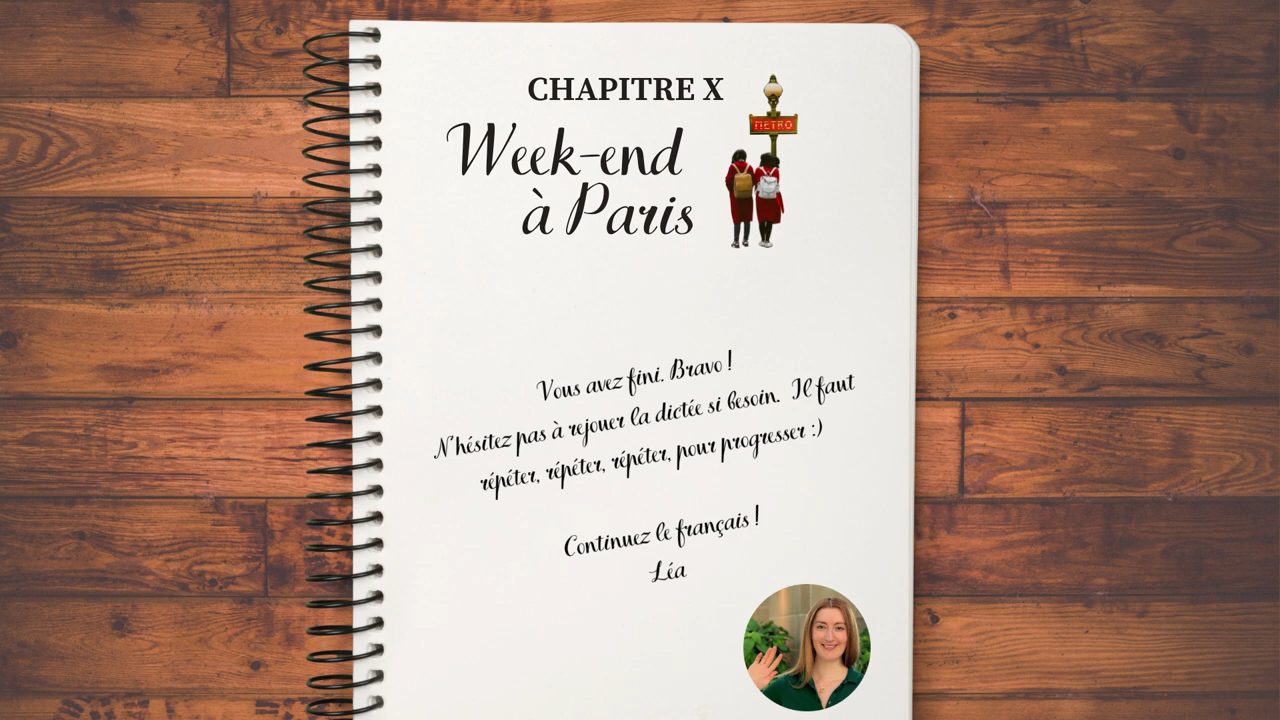 CHAPITRE X
Week-end
à Paris
METRO
Vous avez fini. Bravo !
N'hésitez pas à rejouer la dictée si besoin. Il faut
répéter, répéter, répéter, pour progresser :)
Continuez le français !
Léa